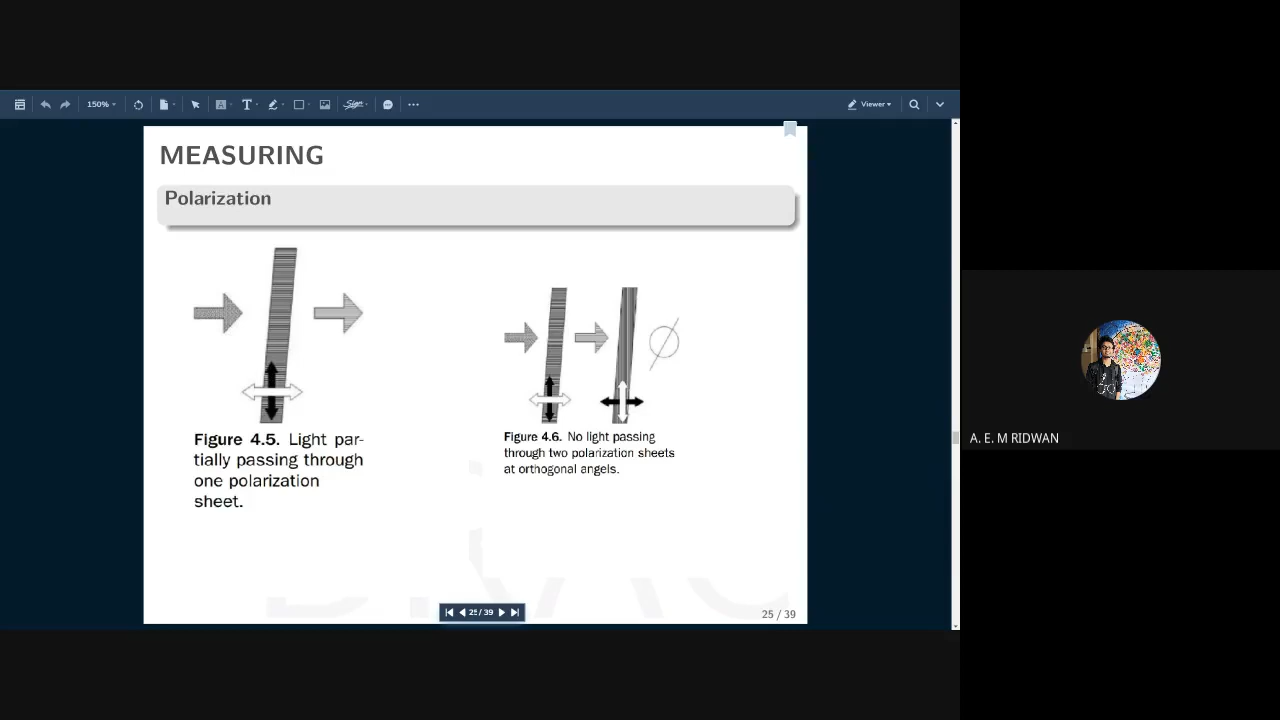 150%
T
Sign
Viewer
MEASURING
Polarization
Figure 4.5. Light par-
tially passing through
one polarization
sheet.
Figure 4.6. No light passing
through two polarization sheets
at orthogonal angels.
25 / 39
25 / 39
A. E. M RIDWAN